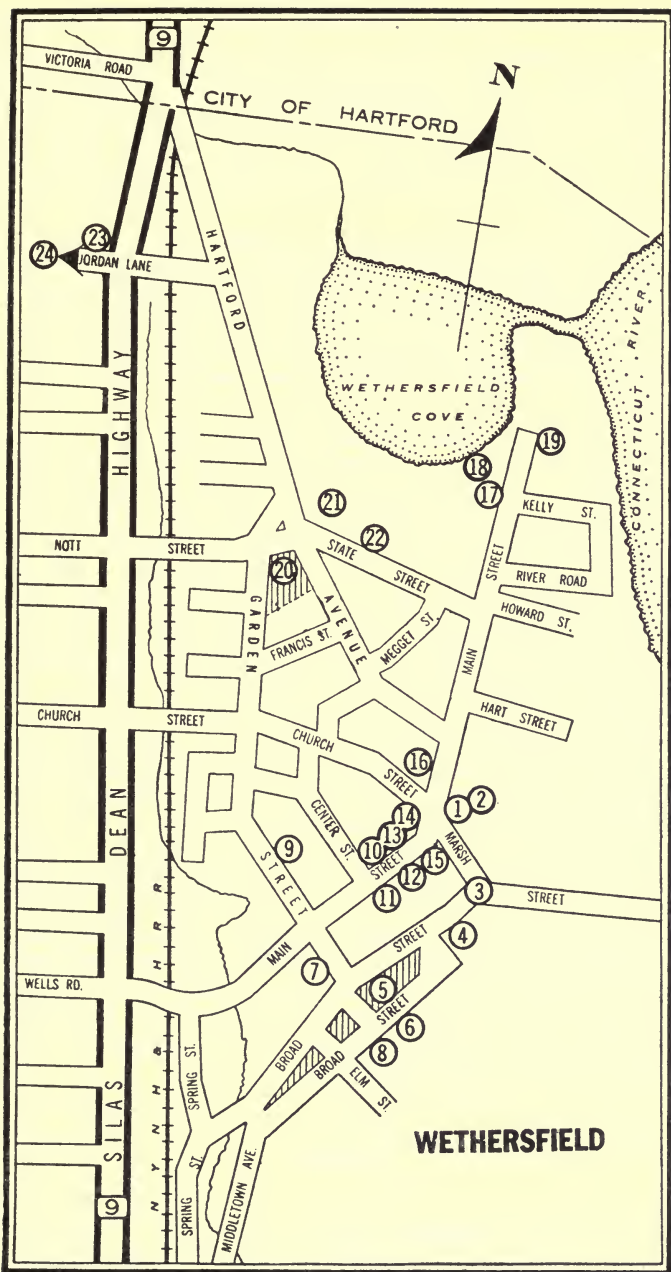 9
VICTORIA ROAD
CITY OF HARTFORD
N
23
24
JORDAN LANE
HARTFORD
AVENUE
HIGHWAY
DEAN
SILAS
9
WETHERSFIELD
COVE
CONNECTICUT RIVER
19
18
17
KELLY ST.
21
22
STATE
STREET
STREET
RIVER ROAD
HOWARD ST.
NOTT STREET
20
GARDEN
FRANCIS ST.
MEGGET ST.
MAIN
HART STREET
CHURCH STREET
CHURCH
STREET
16
1
2
14
13
10
CENTER ST.
STREET
9
STREET
15
12
11
MARSH
3
STREET
MAIN
STREET
4
7
5
STREET
WELLS RD.
6
8
BROAD
BROAD
ELM ST.
SPRING ST.
SPRING ST.
N Y N H & H R R
MIDDLETOWN AVE.
WETHERSFIELD